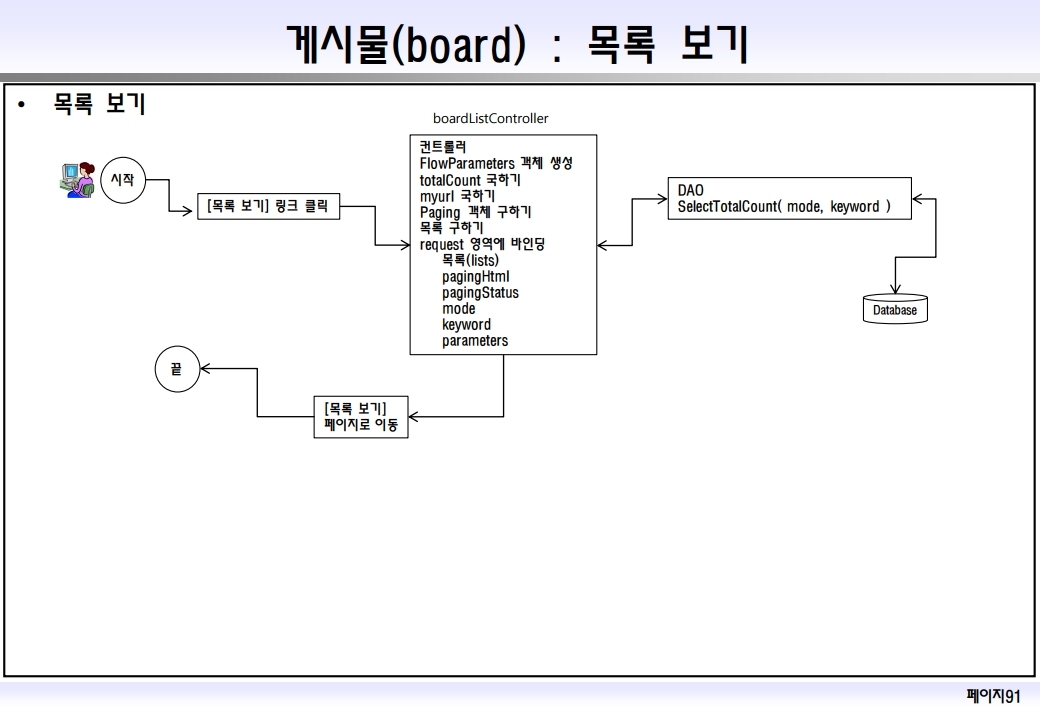 게시물(board) : 목록 보기
• 목록 보기
boardListController
컨트롤러
FlowParameters 객체 생성
totalCount 국하기
myurl 국하기
Paging 객체 구하기
목록 구하기
request 영역에 바인딩
목록(lists)
pagingHtml
pagingStatus
mode
keyword
parameters
시작
[목록 보기] 링크 클릭
DAO
SelectTotalCount( mode, keyword )
Database
끝
[목록 보기]
페이지로 이동
페이지91